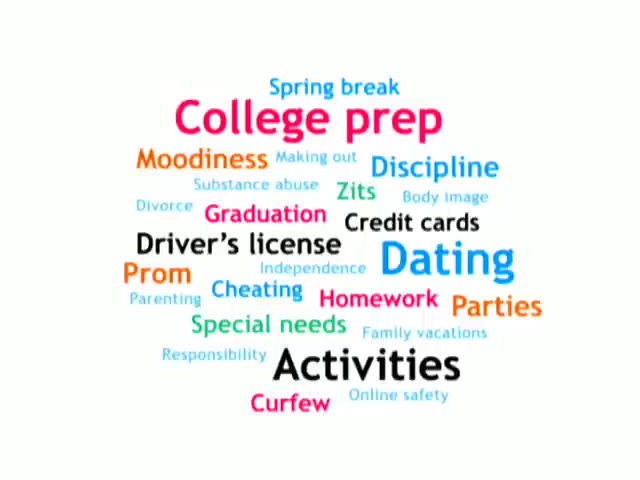 Spring break
College prep
Moodiness Making out Discipline
Substance abuse Zits Body image
Divorce Graduation Credit cards
Driver's license Dating
Prom Independence
Parenting Cheating Homework Parties
Special needs Family vacations
Responsibility Activities
Curfew Online safety